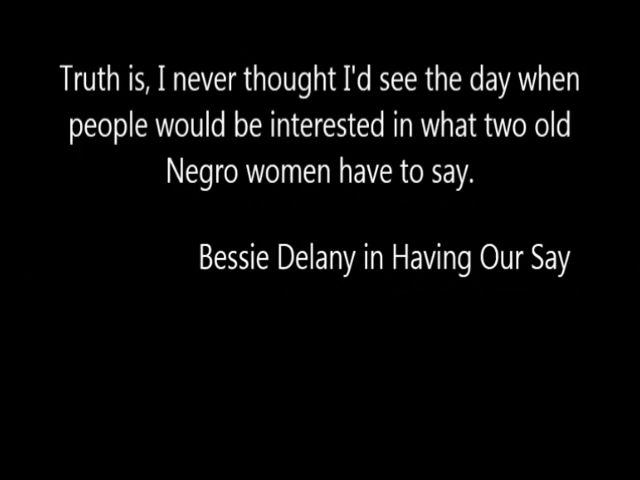 Truth is, I never thought I'd see the day when
people would be interested in what two old
Negro women have to say.
Bessie Delany in Having Our Say